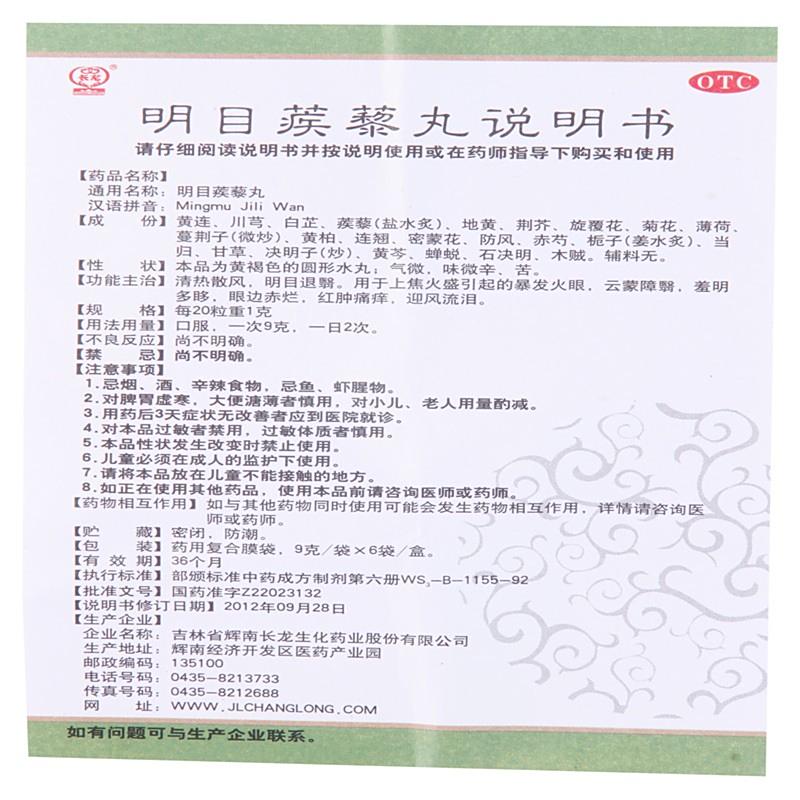 长龙®
OTC
明目蒺藜丸说明书
请仔细阅读说明书并按说明使用或在药师指导下购买和使用
【药品名称】
通用名称：明目蒺藜丸
汉语拼音：Mingmu Jili Wan
【成 份】黄连、川芎、白芷、蒺藜(盐水炙)、地黄、荆芥、旋覆花、菊花、薄荷、
蔓荆子(微炒)、黄柏、连翘、密蒙花、防风、赤芍、栀子(姜水炙)、当
归、甘草、决明子(炒)、黄芩、蝉蜕、石决明、木贼。辅料无。
【性 状】本品为黄褐色的圆形水丸；气微，味微辛、苦。
【功能主治】清热散风，明目退翳。用于上焦火盛引起的暴发火眼，云蒙障翳，羞明
多眵，眼边赤烂，红肿痛痒，迎风流泪。
【规 格】每20粒重1克
【用法用量】口服，一次9克，一日2次。
【不良反应】尚不明确。
【禁 忌】尚不明确。
【注意事项】
1.忌烟、酒、辛辣食物，忌鱼、虾腥物。
2.对脾胃虚寒，大便溏薄者慎用，对小儿、老人用量酌减。
3.用药后3天症状无改善者应到医院就诊。
4.对本品过敏者禁用，过敏体质者慎用。
5.本品性状发生改变时禁止使用。
6.儿童必须在成人的监护下使用。
7.请将本品放在儿童不能接触的地方。
8.如正在使用其他药品，使用本品前请咨询医师或药师。
【药物相互作用】如与其他药物同时使用可能会发生药物相互作用，详情请咨询医
师或药师。
【贮 藏】密闭，防潮。
【包 装】药用复合膜袋，9克/袋×6袋/盒。
【有 效 期】36个月
【执行标准】部颁标准中药成方制剂第六册WS₃-B-1155-92
【批准文号】国药准字Z22023132
【说明书修订日期】2012年09月28日
【生产企业】
企业名称：吉林省辉南长龙生化药业股份有限公司
生产地址：辉南经济开发区医药产业园
邮政编码：135100
电话号码：0435-8213733
传真号码：0435-8212688
网 址：WWW.JLCHANGLONG.COM
如有问题可与生产企业联系。